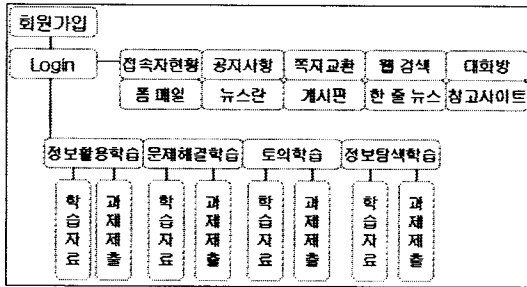 회원가입
Login
접속자현황 공지사항 쪽지교환 웹 검색 대화방
폼 메일 뉴스란 게시판 한 줄 뉴스 참고사이트
정보활용학습 문제해결학습 토의학습 정보탐색학습
학습자료 과제제출 학습자료 과제제출 학습자료 과제제출 학습자료 과제제출